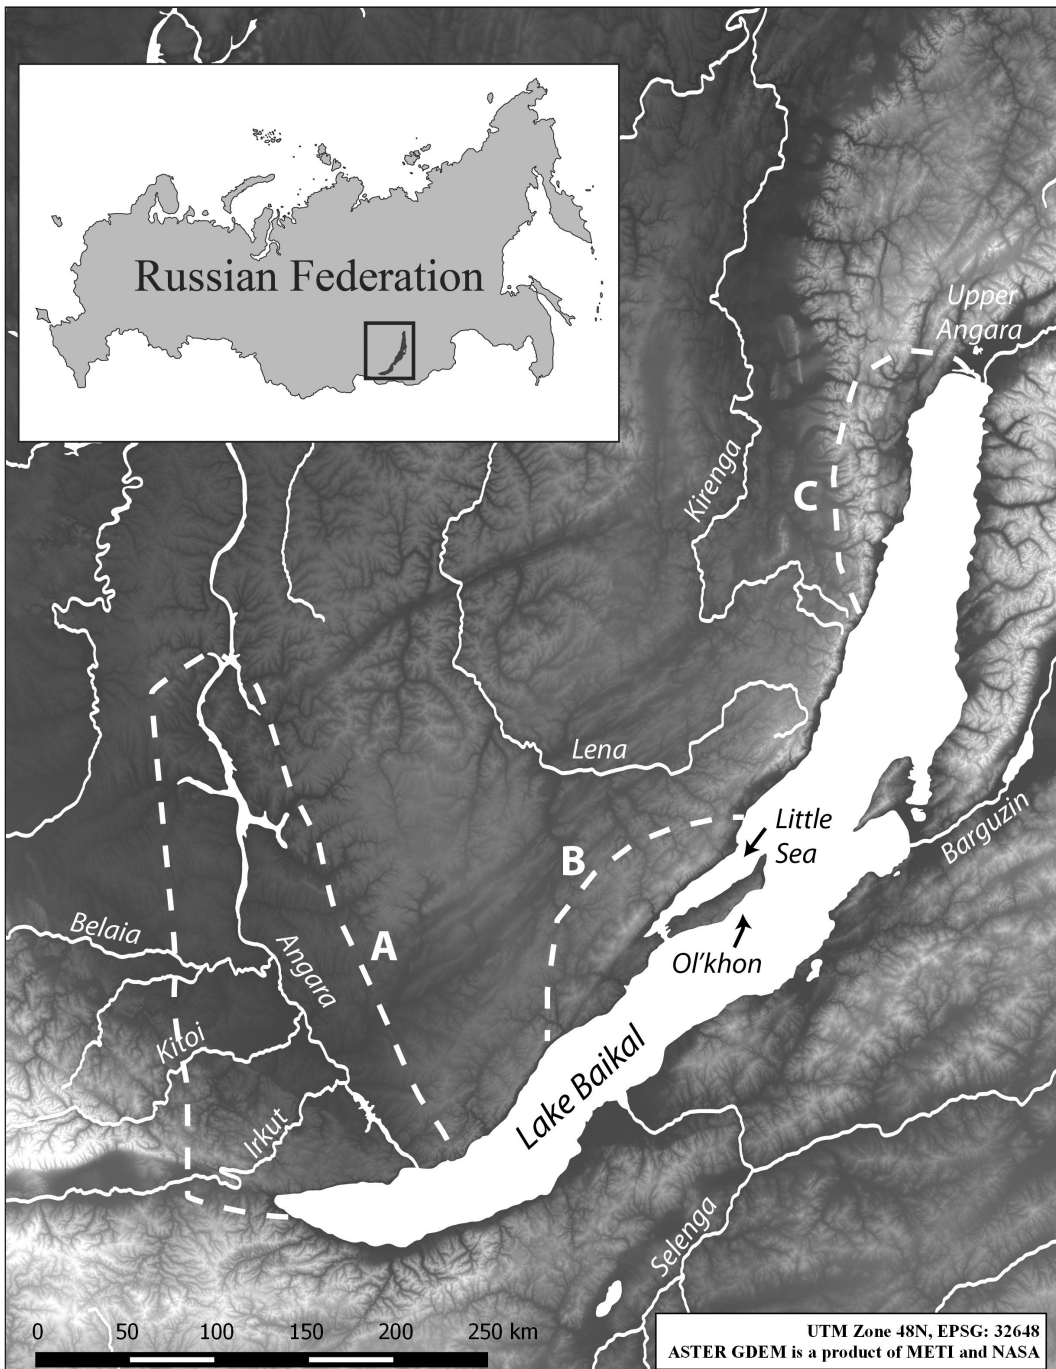 Russian Federation
Upper
Angara
Kirenga
C
Lena
Little
Sea
B
Barguzin
Belaia
Angara
A
Ol'khon
Kitoi
Lake Baikal
Irkut
Selenga
0 50 100 150 200 250 km
UTM Zone 48N, EPSG: 32648
ASTER GDEM is a product of METI and NASA